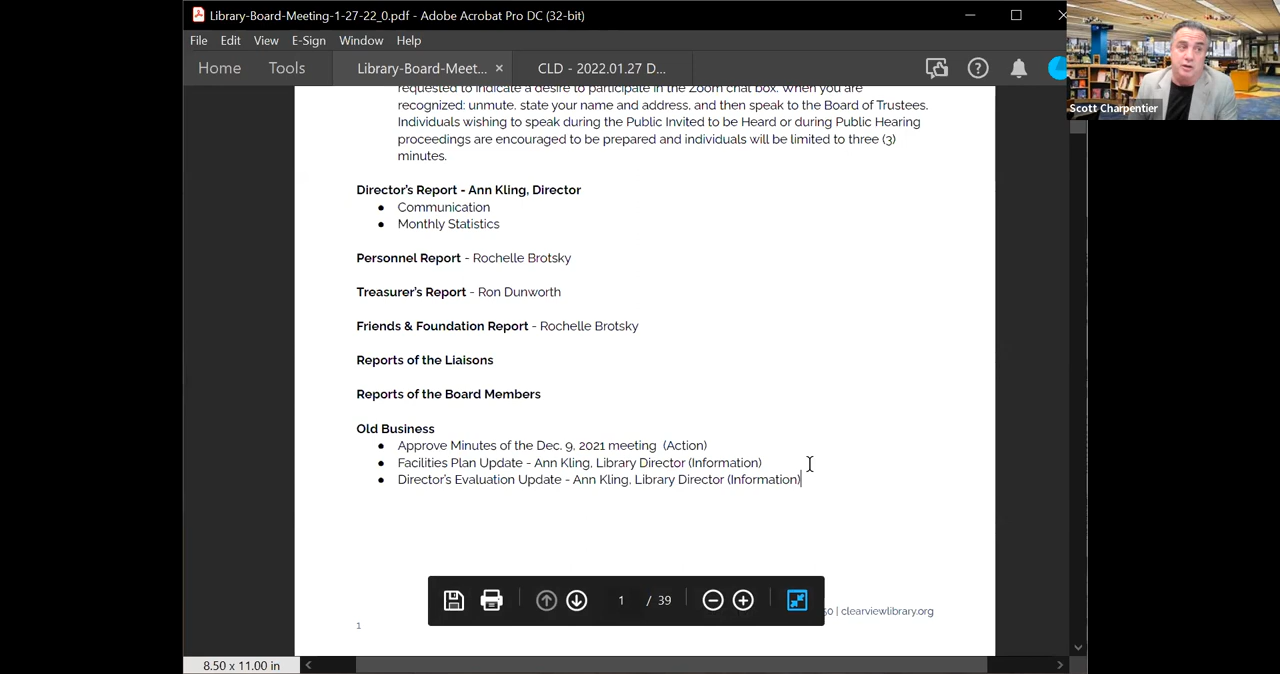 Library-Board-Meeting-1-27-22_0.pdf - Adobe Acrobat Pro DC (32-bit)
File Edit View E-Sign Window Help
Home Tools Library-Board-Meet... × CLD - 2022.01.27 D...
Scott Charpentier
requested to indicate a desire to participate in the Zoom chat box. When you are
recognized: unmute, state your name and address, and then speak to the Board of Trustees.
Individuals wishing to speak during the Public Invited to be Heard or during Public Hearing
proceedings are encouraged to be prepared and individuals will be limited to three (3)
minutes.
Director's Report - Ann Kling, Director
• Communication
• Monthly Statistics
Personnel Report - Rochelle Brotsky
Treasurer's Report - Ron Dunworth
Friends & Foundation Report - Rochelle Brotsky
Reports of the Liaisons
Reports of the Board Members
Old Business
• Approve Minutes of the Dec. 9, 2021 meeting (Action)
• Facilities Plan Update - Ann Kling, Library Director (Information)
• Director's Evaluation Update - Ann Kling, Library Director (Information)
1 / 39
50 | clearviewlibrary.org
1
8.50 x 11.00 in